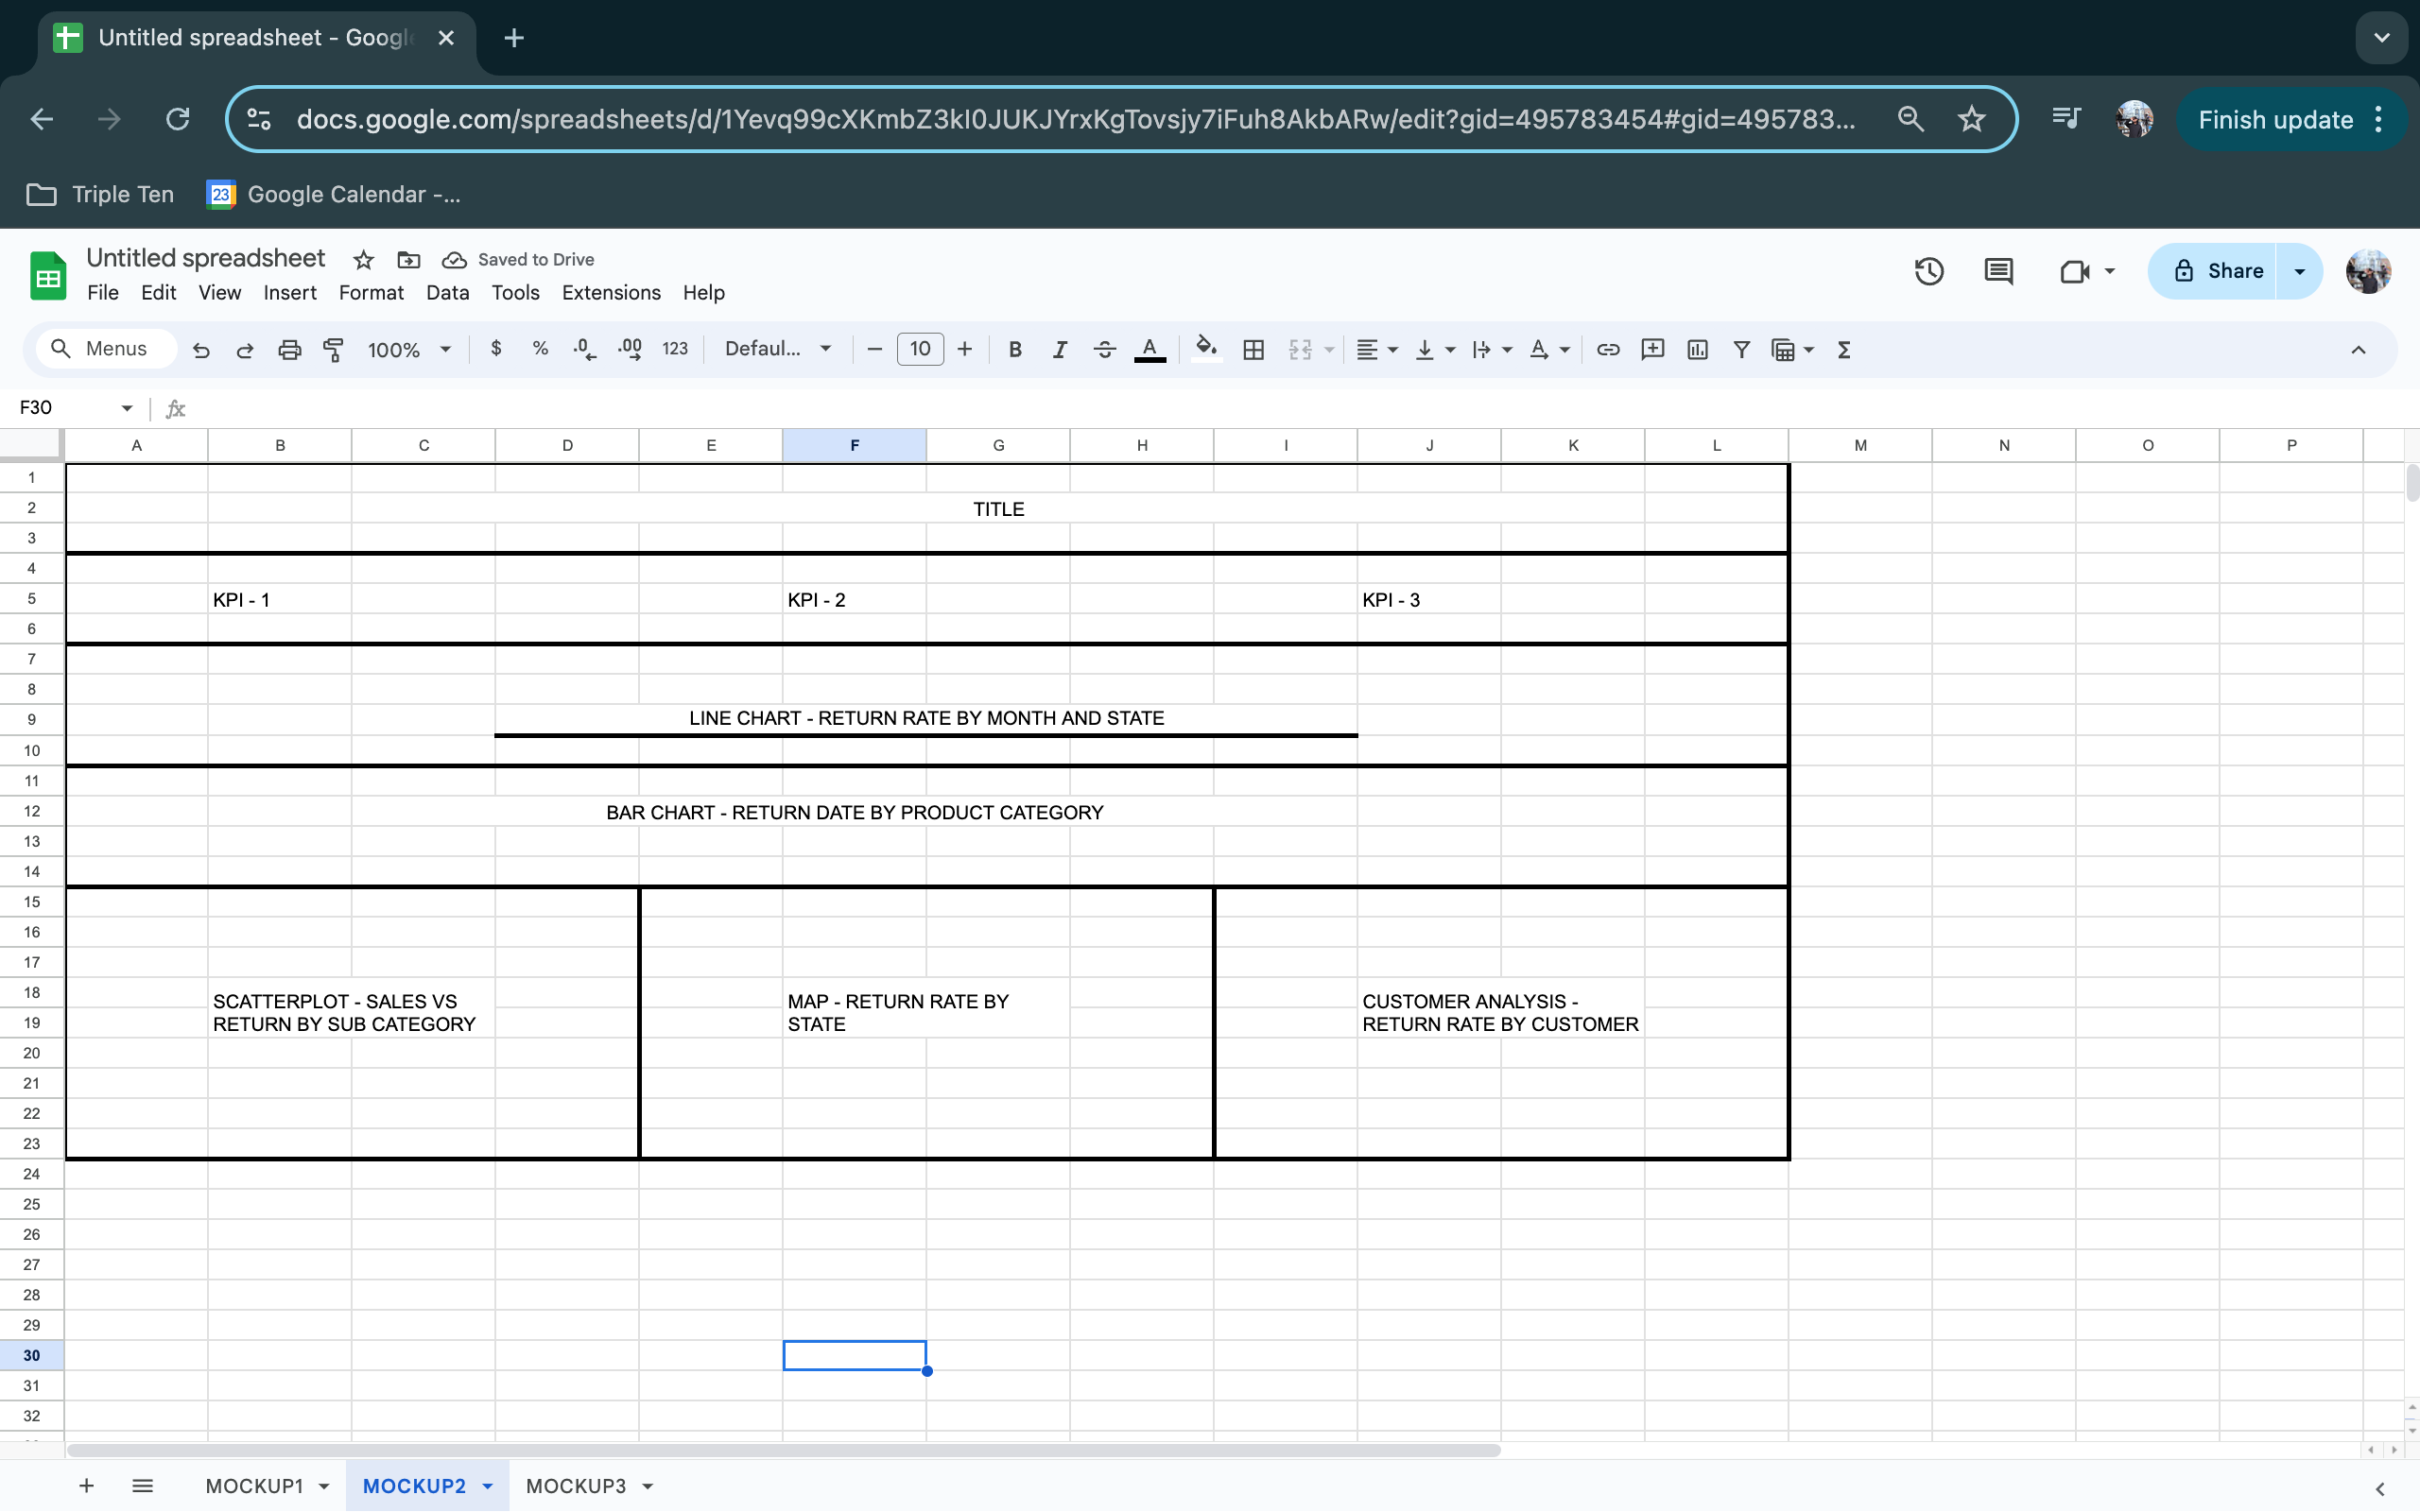 Untitled spreadsheet - Googl
docs.google.com/spreadsheets/d/1Yevq99cXKmbZ3kI0JUKJYrxKgTovsjy7iFuh8AkbARw/edit?gid=495783454#gid=495783...
Finish update
Triple Ten
23
Google Calendar -...
Untitled spreadsheet
Saved to Drive
File Edit View Insert Format Data Tools Extensions Help
Share
Menus
100%
$ % .0 .00 123
Defaul...
10
B I S A
A
Σ
F30
fx
A B C D E F G H I J K L M N O P
1
2 TITLE
3
4
5 KPI - 1 KPI - 2 KPI - 3
6
7
8
9 LINE CHART - RETURN RATE BY MONTH AND STATE
10
11
12 BAR CHART - RETURN DATE BY PRODUCT CATEGORY
13
14
15
16
17
18 SCATTERPLOT - SALES VS MAP - RETURN RATE BY CUSTOMER ANALYSIS -
19 RETURN BY SUB CATEGORY STATE RETURN RATE BY CUSTOMER
20
21
22
23
24
25
26
27
28
29
30
31
32
MOCKUP1 MOCKUP2 MOCKUP3